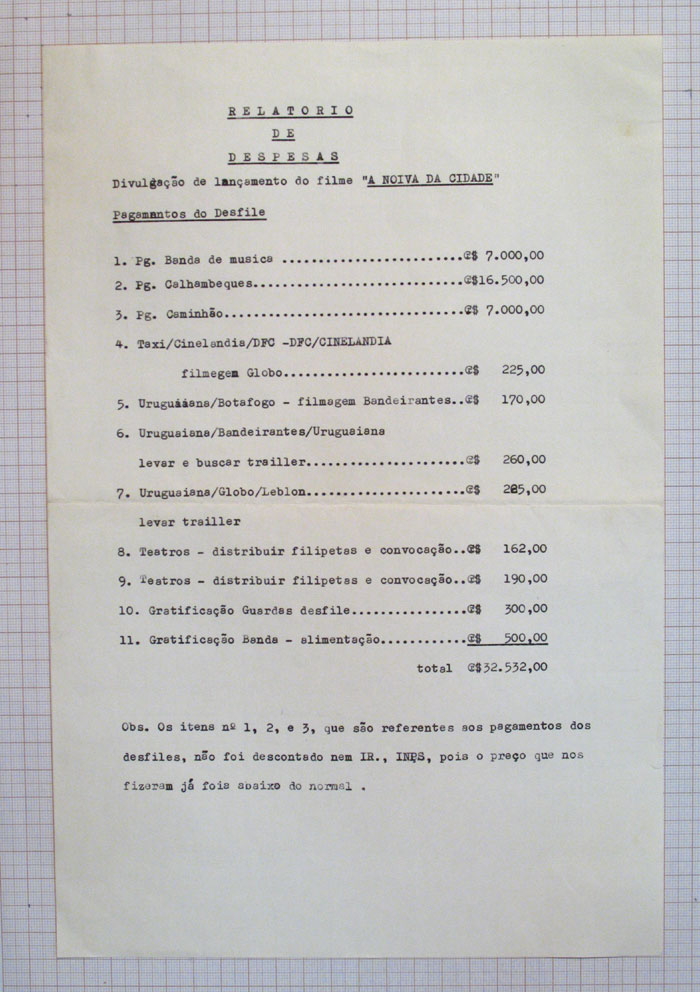 RELATORIO
DE
DESPESAS
Divulgação de lançamento do filme "A NOIVA DA CIDADE"
Pagamantos do Desfile
1. Pg. Banda de musica ..........................₢$ 7.000,00
2. Pg. Calhambeques..............................₢$16.500,00
3. Pg. Caminhão..................................₢$ 7.000,00
4. Taxi/Cinelandia/DFC -DFC/CINELANDIA
filmegem Globo..........................₢$ 225,00
5. Uruguáiana/Botafogo - filmagem Bandeirantes..₢$ 170,00
6. Uruguaiana/Bandeirantes/Uruguaiana
levar e buscar trailler.......................₢$ 260,00
7. Uruguaiana/Globo/Leblon.......................₢$ 225,00
levar trailler
8. Teatros - distribuir filipetas e convocação..₢$ 162,00
9. Teatros - distribuir filipetas e convocação..₢$ 190,00
10. Gratificação Guardas desfile................₢$ 300,00
11. Gratificação Banda - alimentação............₢$ 500,00
total ₢$32.532,00
Obs. Os itens nº 1, 2, e 3, que são referentes aos pagamentos dos
desfiles, não foi descontado nem IR., INPS, pois o preço que nos
fizeram já fois abaixo do normal .